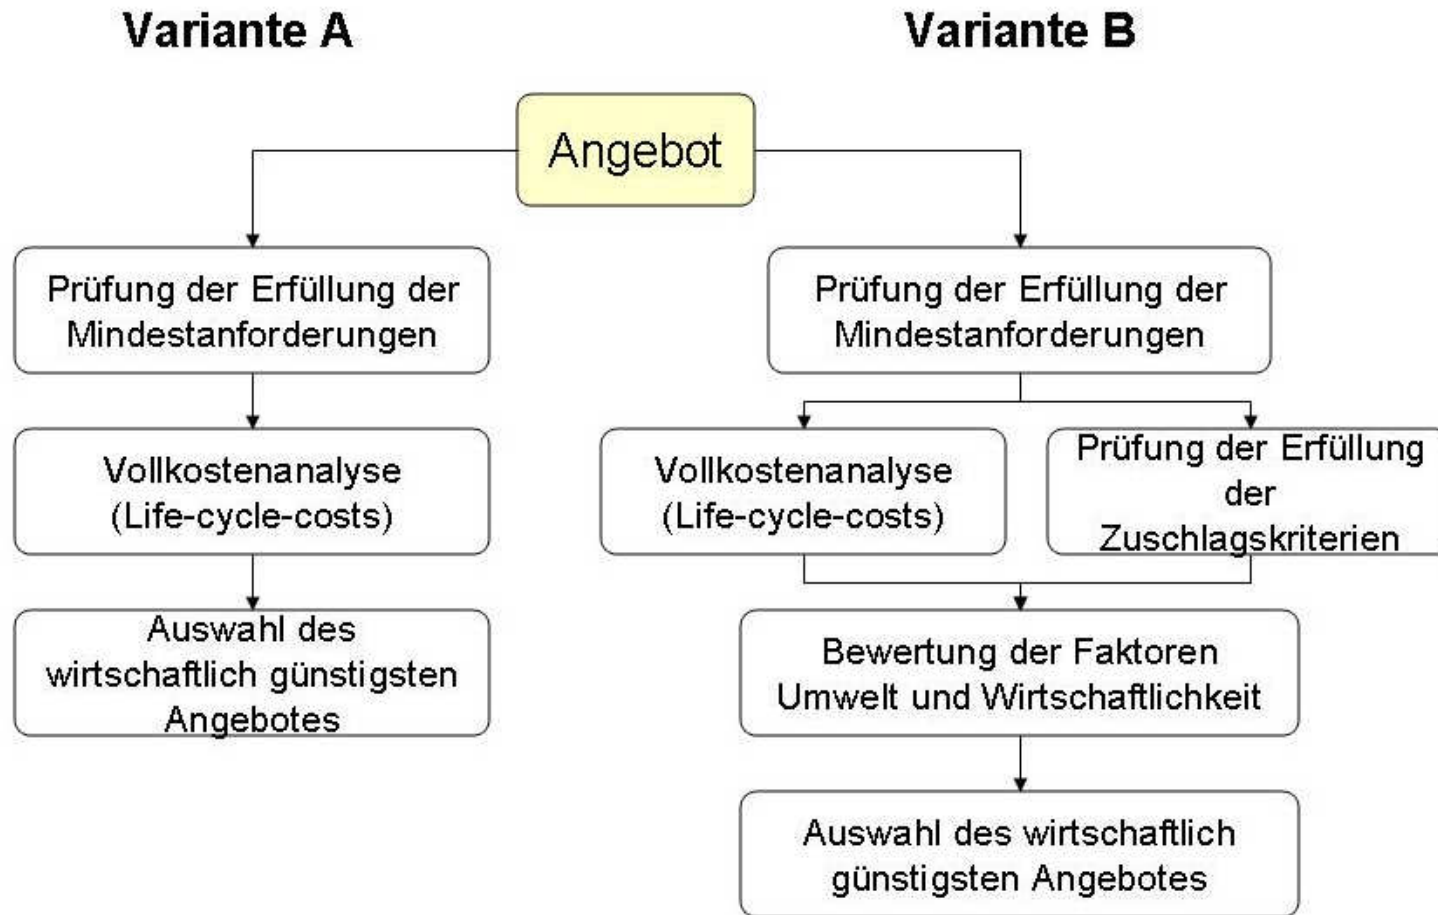 Variante A
Variante B
Angebot
Prüfung der Erfüllung der
Mindestanforderungen
Vollkostenanalyse
(Life-cycle-costs)
Auswahl des
wirtschaftlich günstigsten
Angebotes
Prüfung der Erfüllung der
Mindestanforderungen
Vollkostenanalyse
(Life-cycle-costs)
Prüfung der Erfüllung
der
Zuschlagskriterien
Bewertung der Faktoren
Umwelt und Wirtschaftlichkeit
Auswahl des wirtschaftlich
günstigsten Angebotes